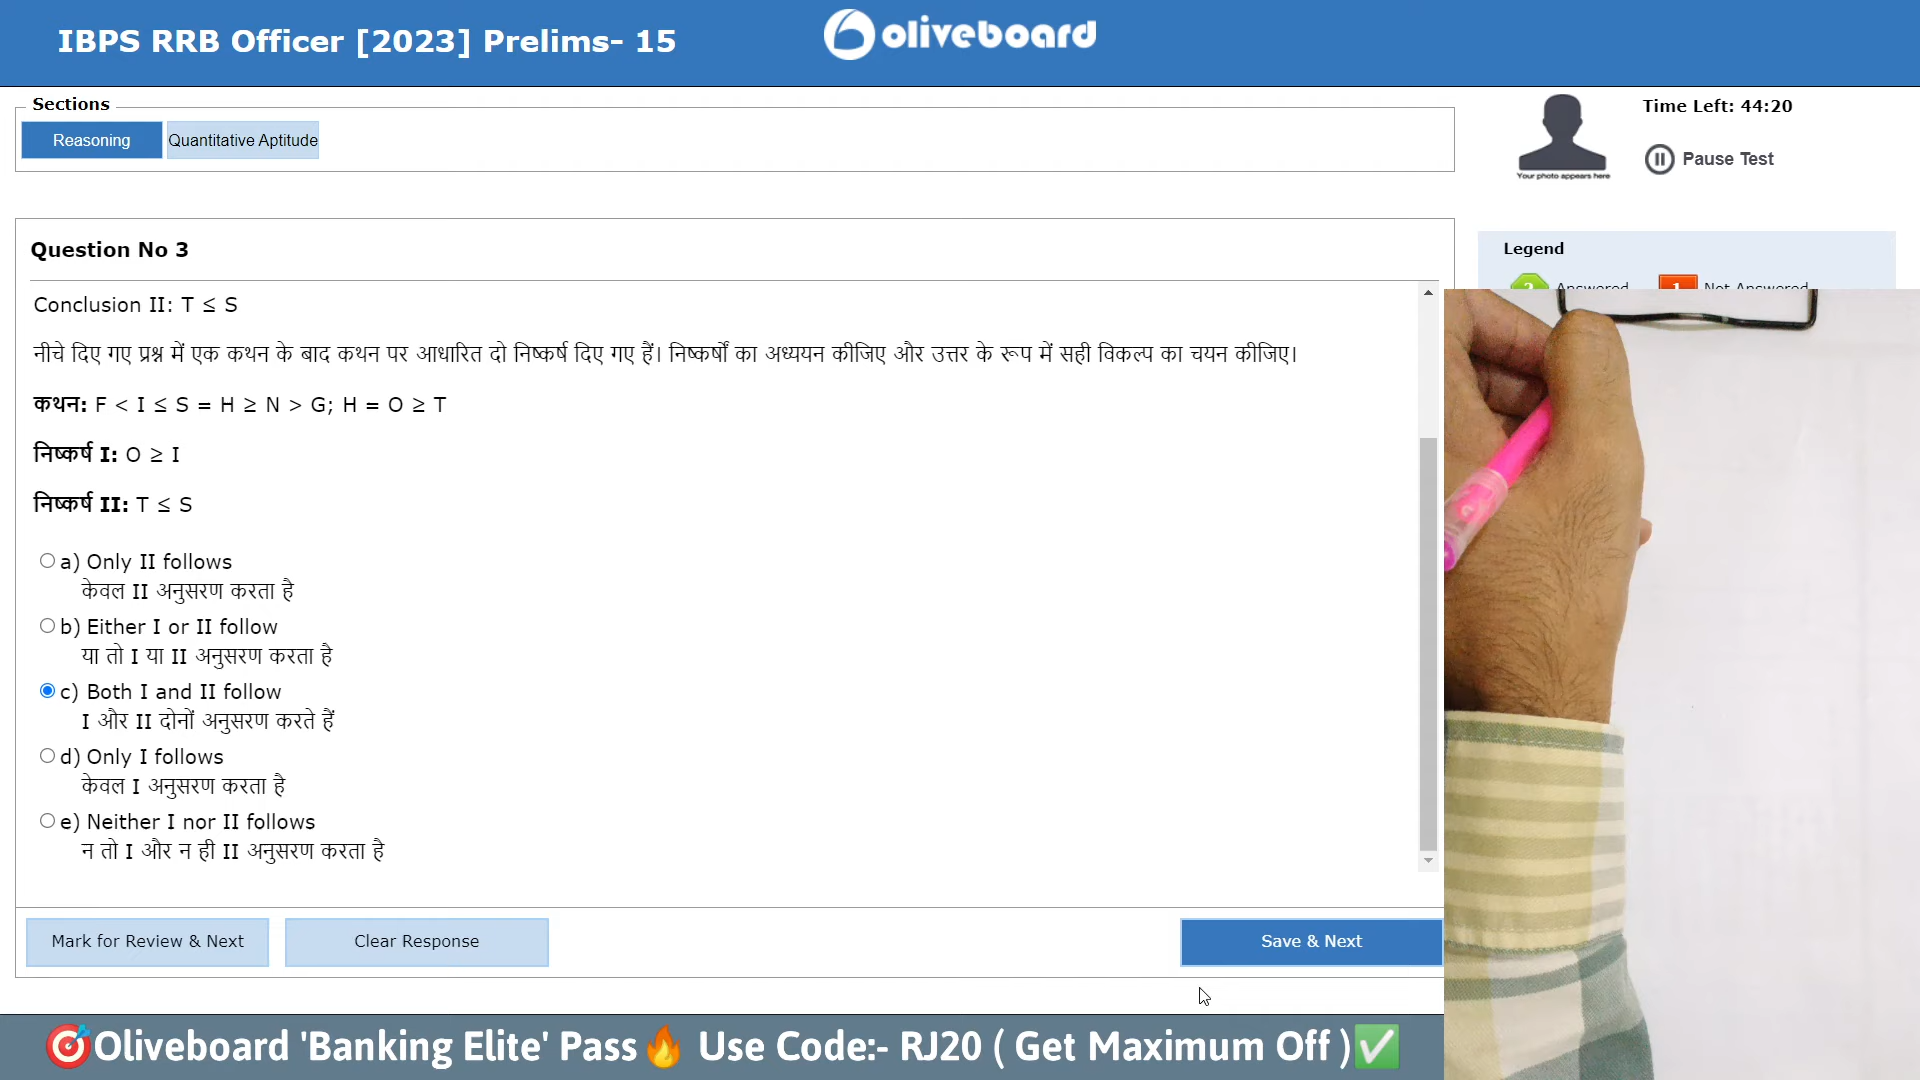 IBPS RRB Officer [2023] Prelims- 15
oliveboard
Sections
Reasoning
Quantitative Aptitude
Your photo appears here
Time Left: 44:20
Pause Test
Question No 3
Legend
2 Answered
1 Not Answered
Conclusion II: T ≤ S
नीचे दिए गए प्रश्न में एक कथन के बाद कथन पर आधारित दो निष्कर्ष दिए गए हैं। निष्कर्षों का अध्ययन कीजिए और उत्तर के रूप में सही विकल्प का चयन कीजिए।
कथन: F < I ≤ S = H ≥ N > G; H = O ≥ T
निष्कर्ष I: O ≥ I
निष्कर्ष II: T ≤ S
a) Only II follows
केवल II अनुसरण करता है
b) Either I or II follow
या तो I या II अनुसरण करता है
c) Both I and II follow
I और II दोनों अनुसरण करते हैं
d) Only I follows
केवल I अनुसरण करता है
e) Neither I nor II follows
न तो I और न ही II अनुसरण करता है
Mark for Review & Next
Clear Response
Save & Next
Oliveboard 'Banking Elite' Pass Use Code:- RJ20 ( Get Maximum Off )